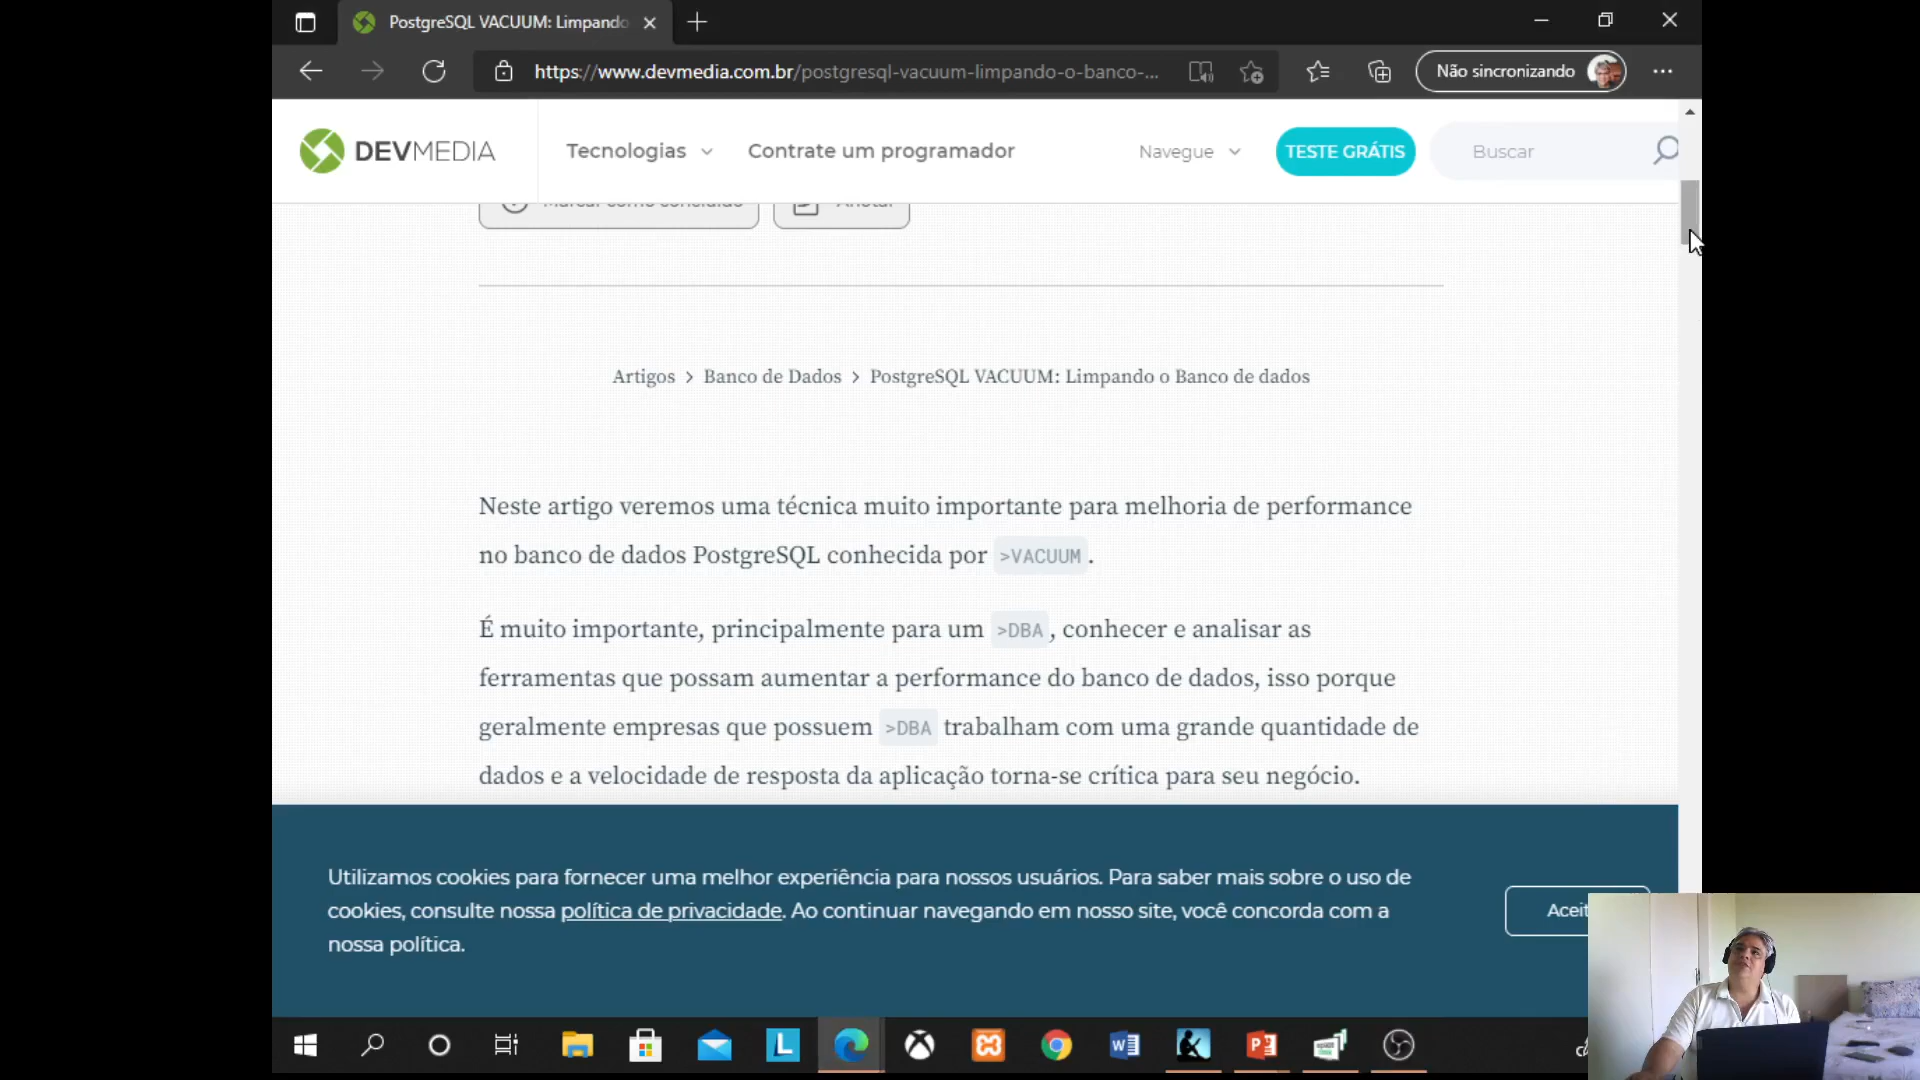 PostgreSQL VACUUM: Limpando
https://www.devmedia.com.br/postgresql-vacuum-limpando-o-banco-...
Não sincronizando
DEVMEDIA
Tecnologias
Contrate um programador
Navegue
TESTE GRÁTIS
Buscar
Marcar como concluído
Anotar
Artigos > Banco de Dados > PostgreSQL VACUUM: Limpando o Banco de dados
Neste artigo veremos uma técnica muito importante para melhoria de performance
no banco de dados PostgreSQL conhecida por >VACUUM.
É muito importante, principalmente para um >DBA, conhecer e analisar as
ferramentas que possam aumentar a performance do banco de dados, isso porque
geralmente empresas que possuem >DBA trabalham com uma grande quantidade de
dados e a velocidade de resposta da aplicação torna-se crítica para seu negócio.
Utilizamos cookies para fornecer uma melhor experiência para nossos usuários. Para saber mais sobre o uso de
cookies, consulte nossa política de privacidade. Ao continuar navegando em nosso site, você concorda com a
nossa política.
Aceit